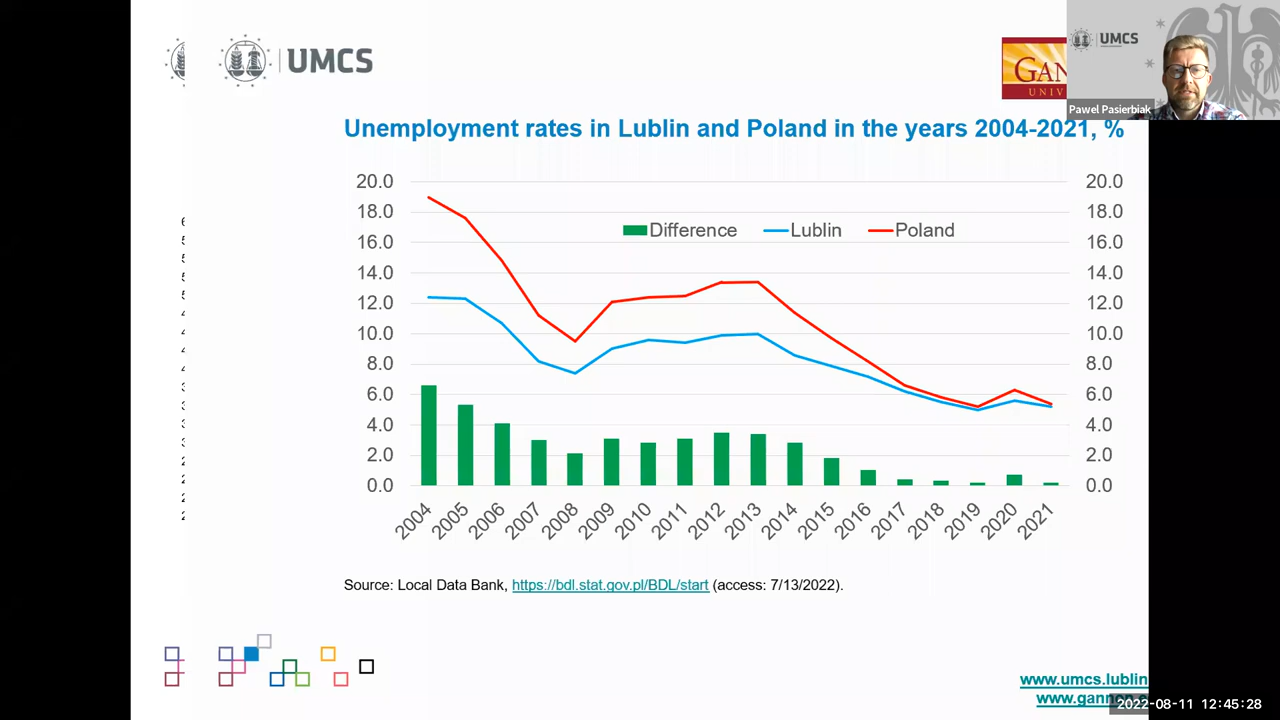 UMCS
UMCS
GAN
UNIV
Pawel Pasierbiak
Unemployment rates in Lublin and Poland in the years 2004-2021, %
20.0 20.0
18.0 18.0
Difference Lublin Poland
16.0 16.0
14.0 14.0
12.0 12.0
10.0 10.0
8.0 8.0
6.0 6.0
4.0 4.0
2.0 2.0
0.0 0.0
2004 2005 2006 2007 2008 2009 2010 2011 2012 2013 2014 2015 2016 2017 2018 2019 2020 2021
Source: Local Data Bank, https://bdl.stat.gov.pl/BDL/start (access: 7/13/2022).
www.umcs.lublin
www.gannon.e
2022-08-11 12:45:28